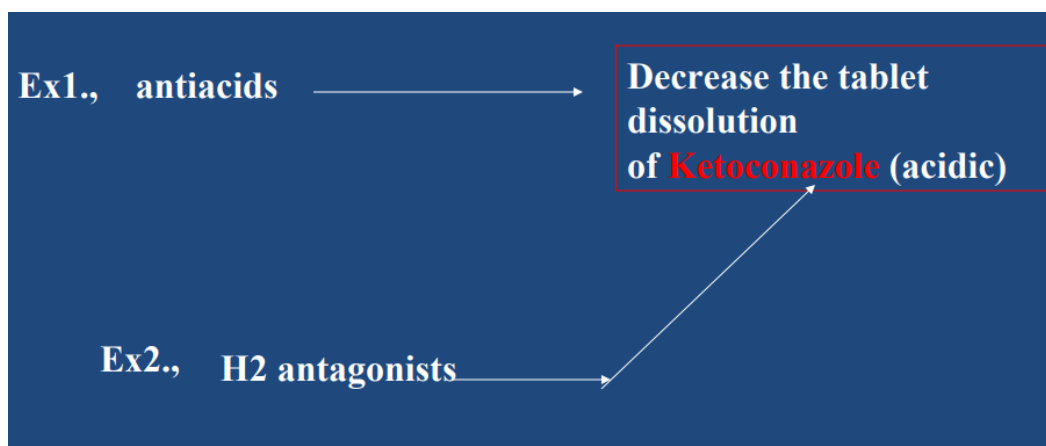 Ex1., antiacids
Decrease the tablet
dissolution
of Ketoconazole (acidic)
Ex2., H2 antagonists